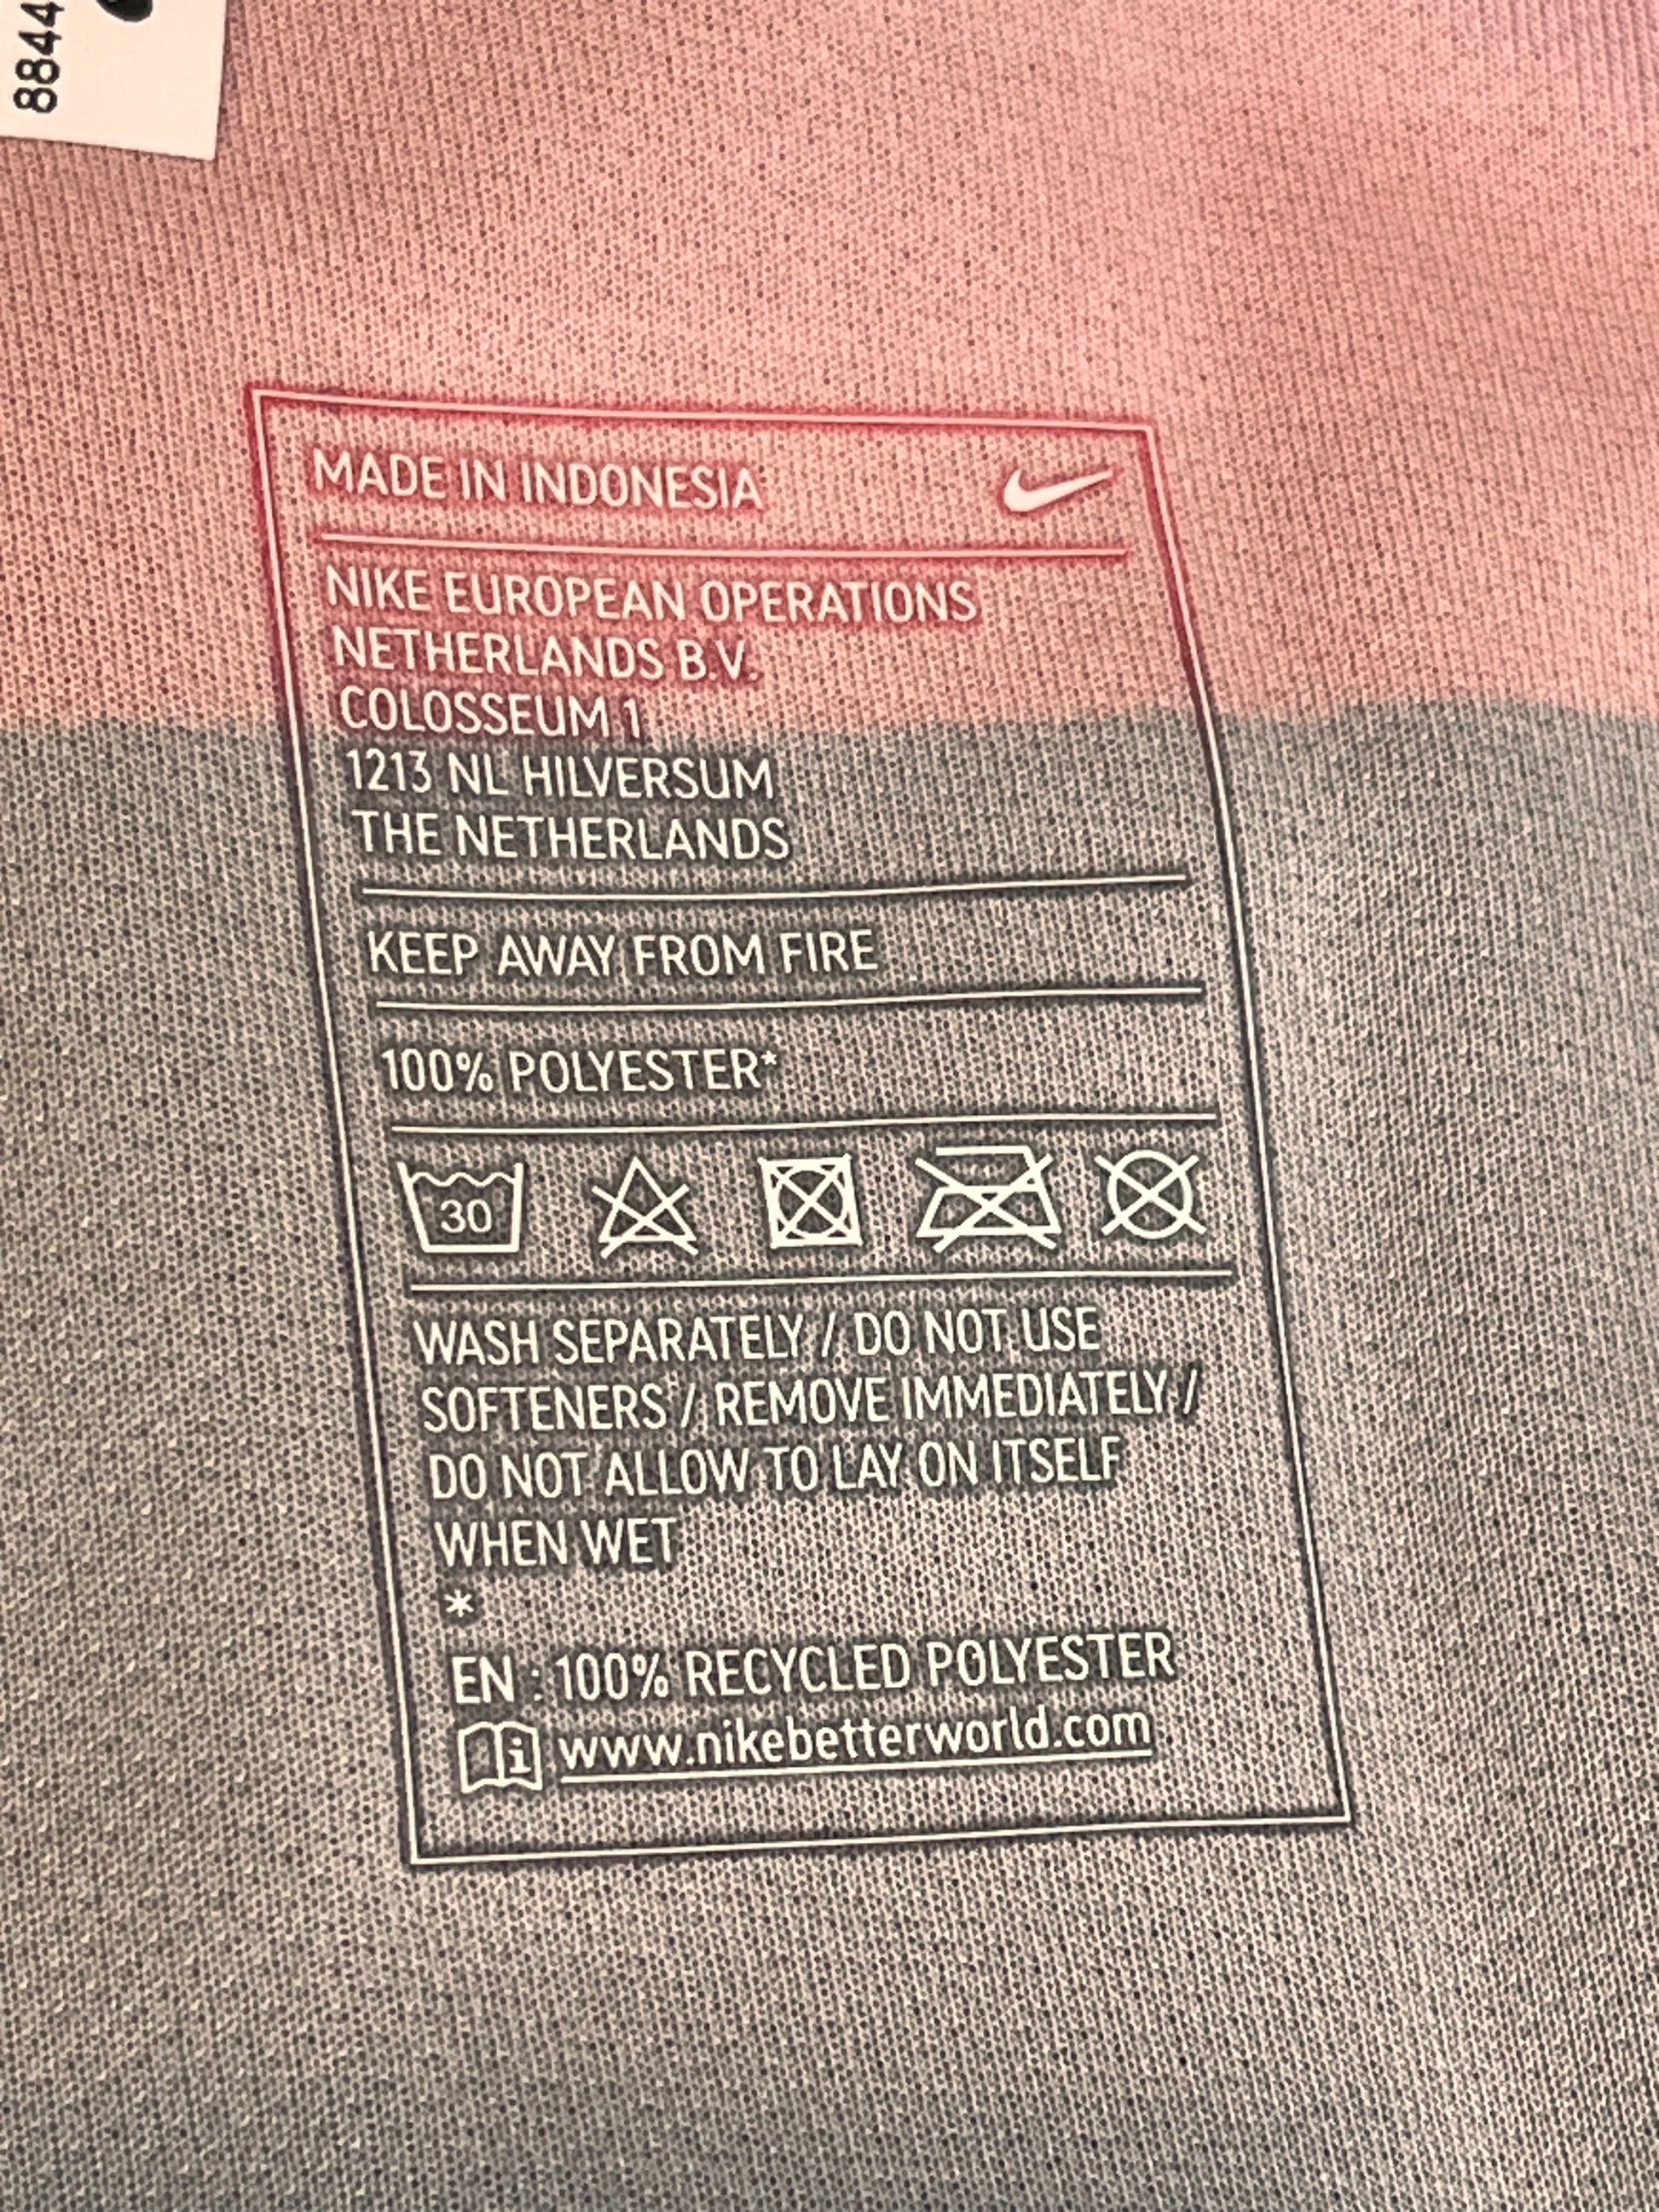 8844
MADE IN INDONESIA
NIKE EUROPEAN OPERATIONS
NETHERLANDS B.V.
COLOSSEUM 1
1213 NL HILVERSUM
THE NETHERLANDS
KEEP AWAY FROM FIRE
100% POLYESTER*
30
WASH SEPARATELY / DO NOT USE
SOFTENERS / REMOVE IMMEDIATELY /
DO NOT ALLOW TO LAY ON ITSELF
WHEN WET
*
EN : 100% RECYCLED POLYESTER
i www.nikebetterworld.com